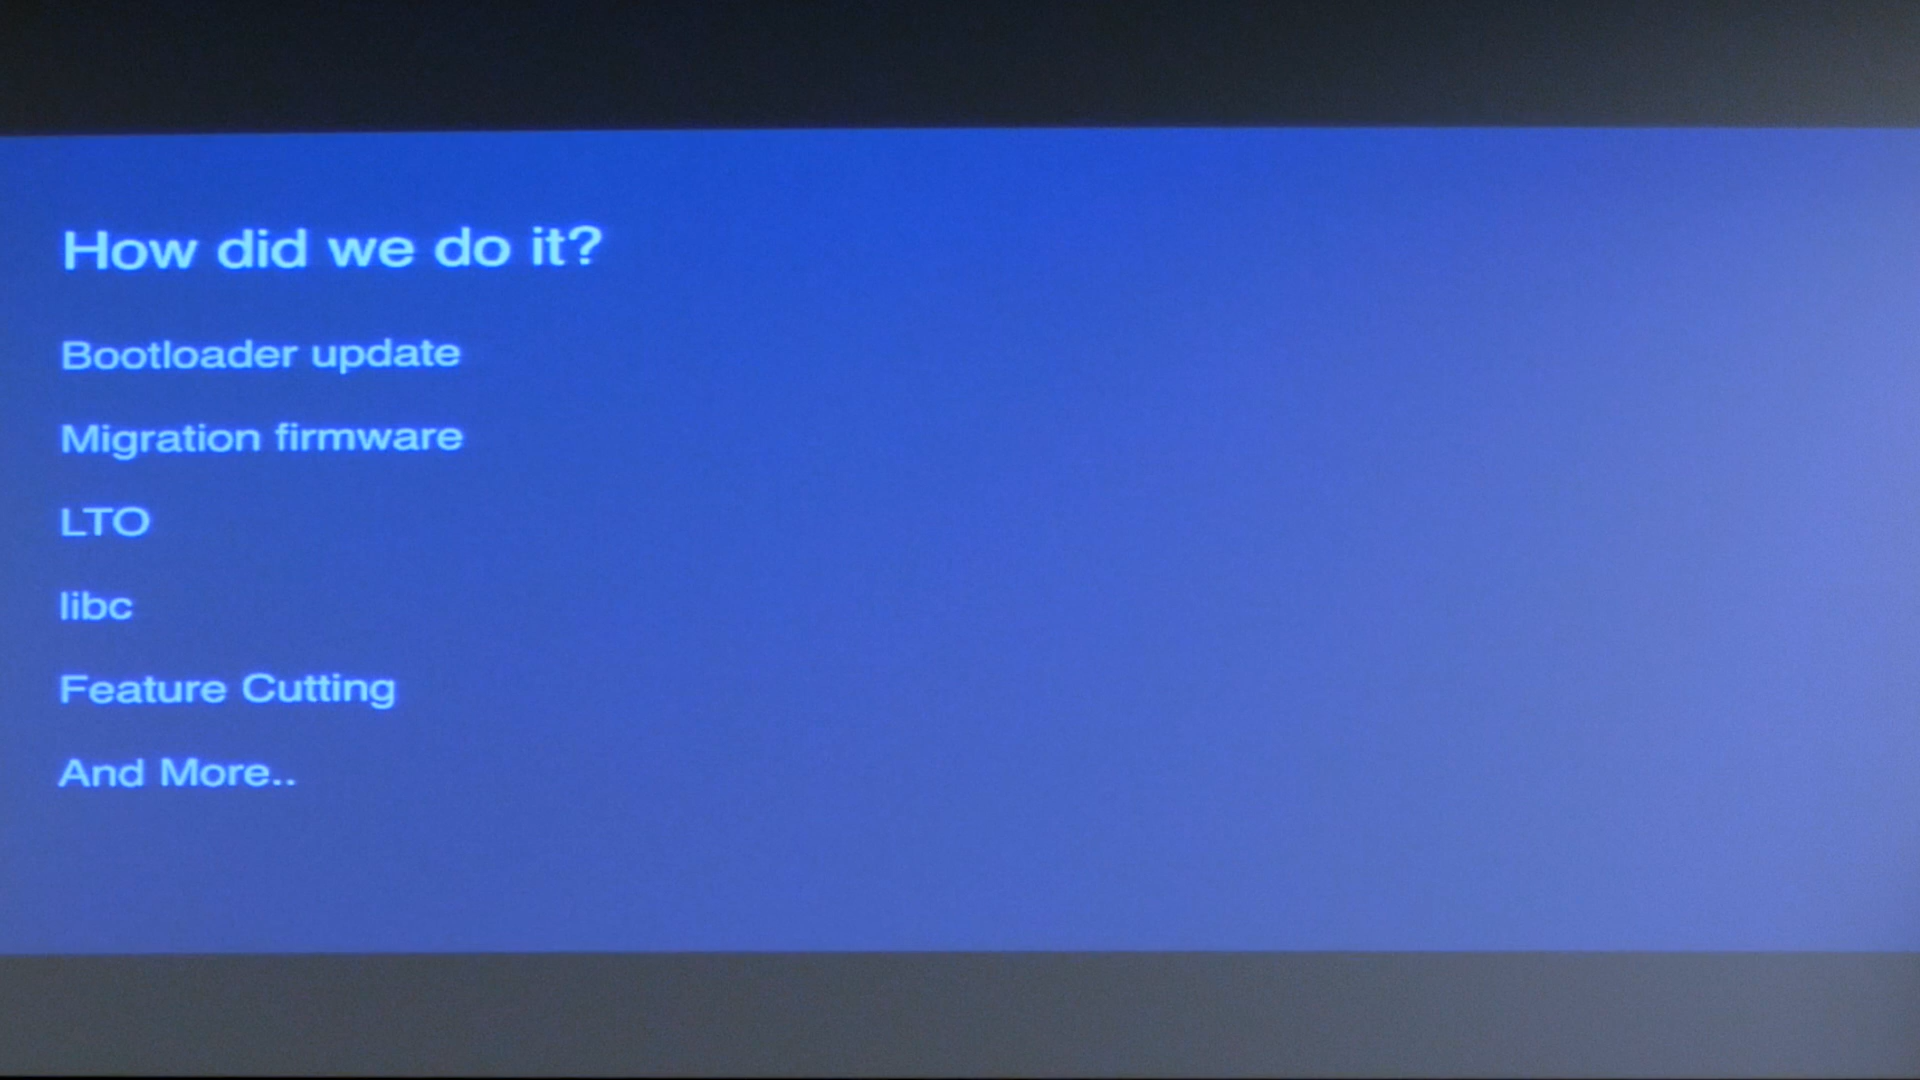 How did we do it?
Bootloader update
Migration firmware
LTO
libc
Feature Cutting
And More..